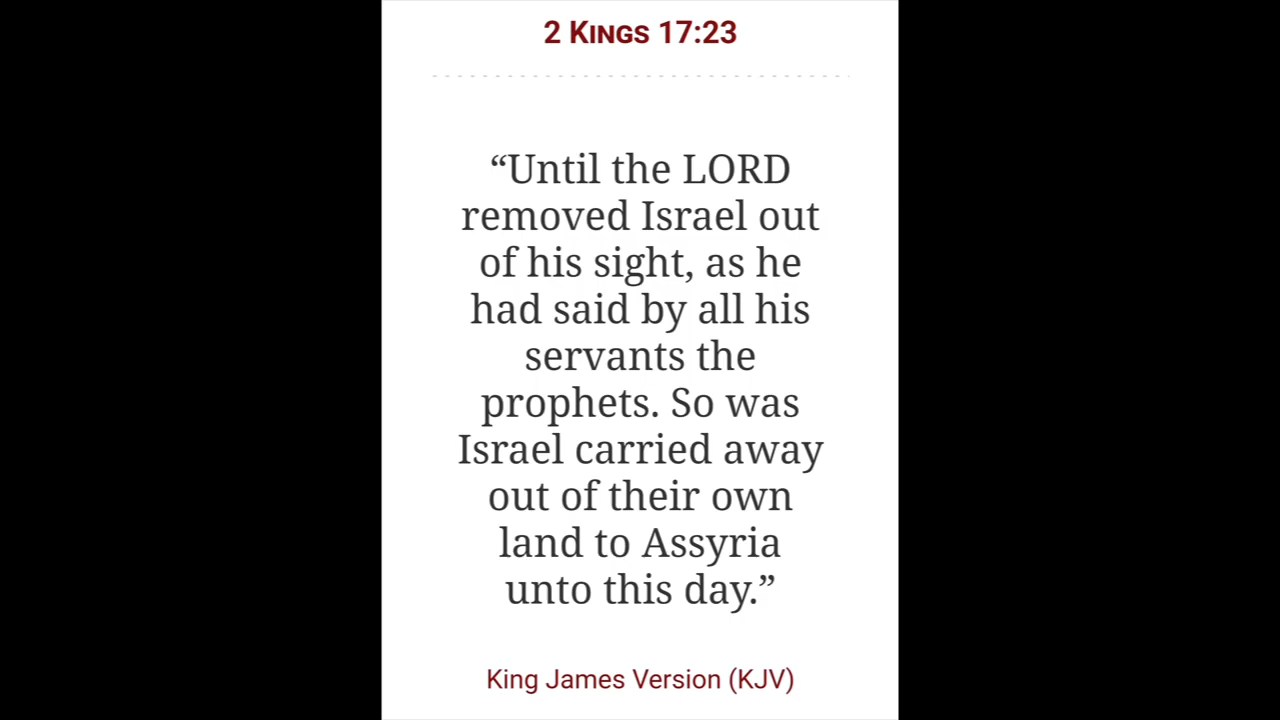 2 Kings 17:23
“Until the LORD
removed Israel out
of his sight, as he
had said by all his
servants the
prophets. So was
Israel carried away
out of their own
land to Assyria
unto this day.”
King James Version (KJV)